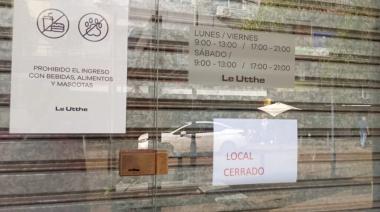 PROHIBIDO EL INGRESO
CON BEBIDAS, ALIMENTOS
Y MASCOTAS
Le Utthe
LUNES / VIERNES
9:00 - 13:00 / 17:00 - 21:00
SÁBADO /
9:00 - 13:00 / 17:00 - 21:00
Le Utthe
LOCAL
CERRADO